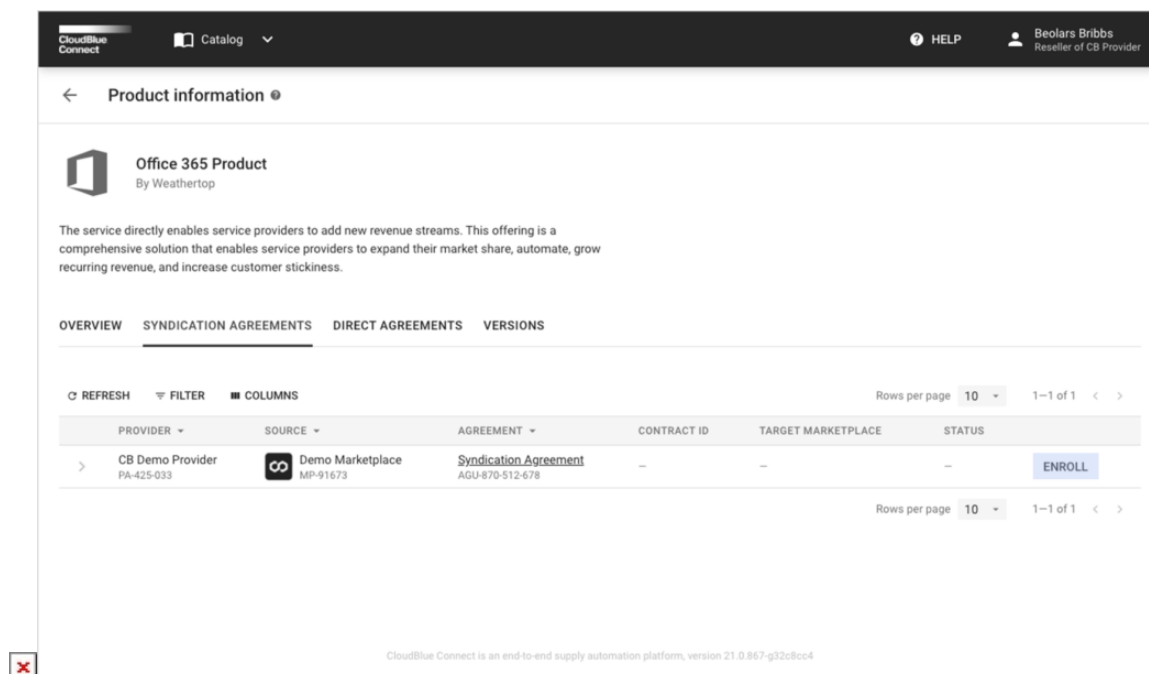 CloudBlue
Connect
Catalog
HELP
Beolars Bribbs
Reseller of CB Provider
Product information
Office 365 Product
By Weathertop
The service directly enables service providers to add new revenue streams. This offering is a
comprehensive solution that enables service providers to expand their market share, automate, grow
recurring revenue, and increase customer stickiness.
OVERVIEW SYNDICATION AGREEMENTS DIRECT AGREEMENTS VERSIONS
REFRESH FILTER COLUMNS Rows per page 10 1–1 of 1
PROVIDER SOURCE AGREEMENT CONTRACT ID TARGET MARKETPLACE STATUS
CB Demo Provider Demo Marketplace Syndication Agreement – – – ENROLL
PA-425-033 MP-91673 AGU-870-512-678
Rows per page 10 1–1 of 1
CloudBlue Connect is an end-to-end supply automation platform, version 21.0.867-g32c8cc4